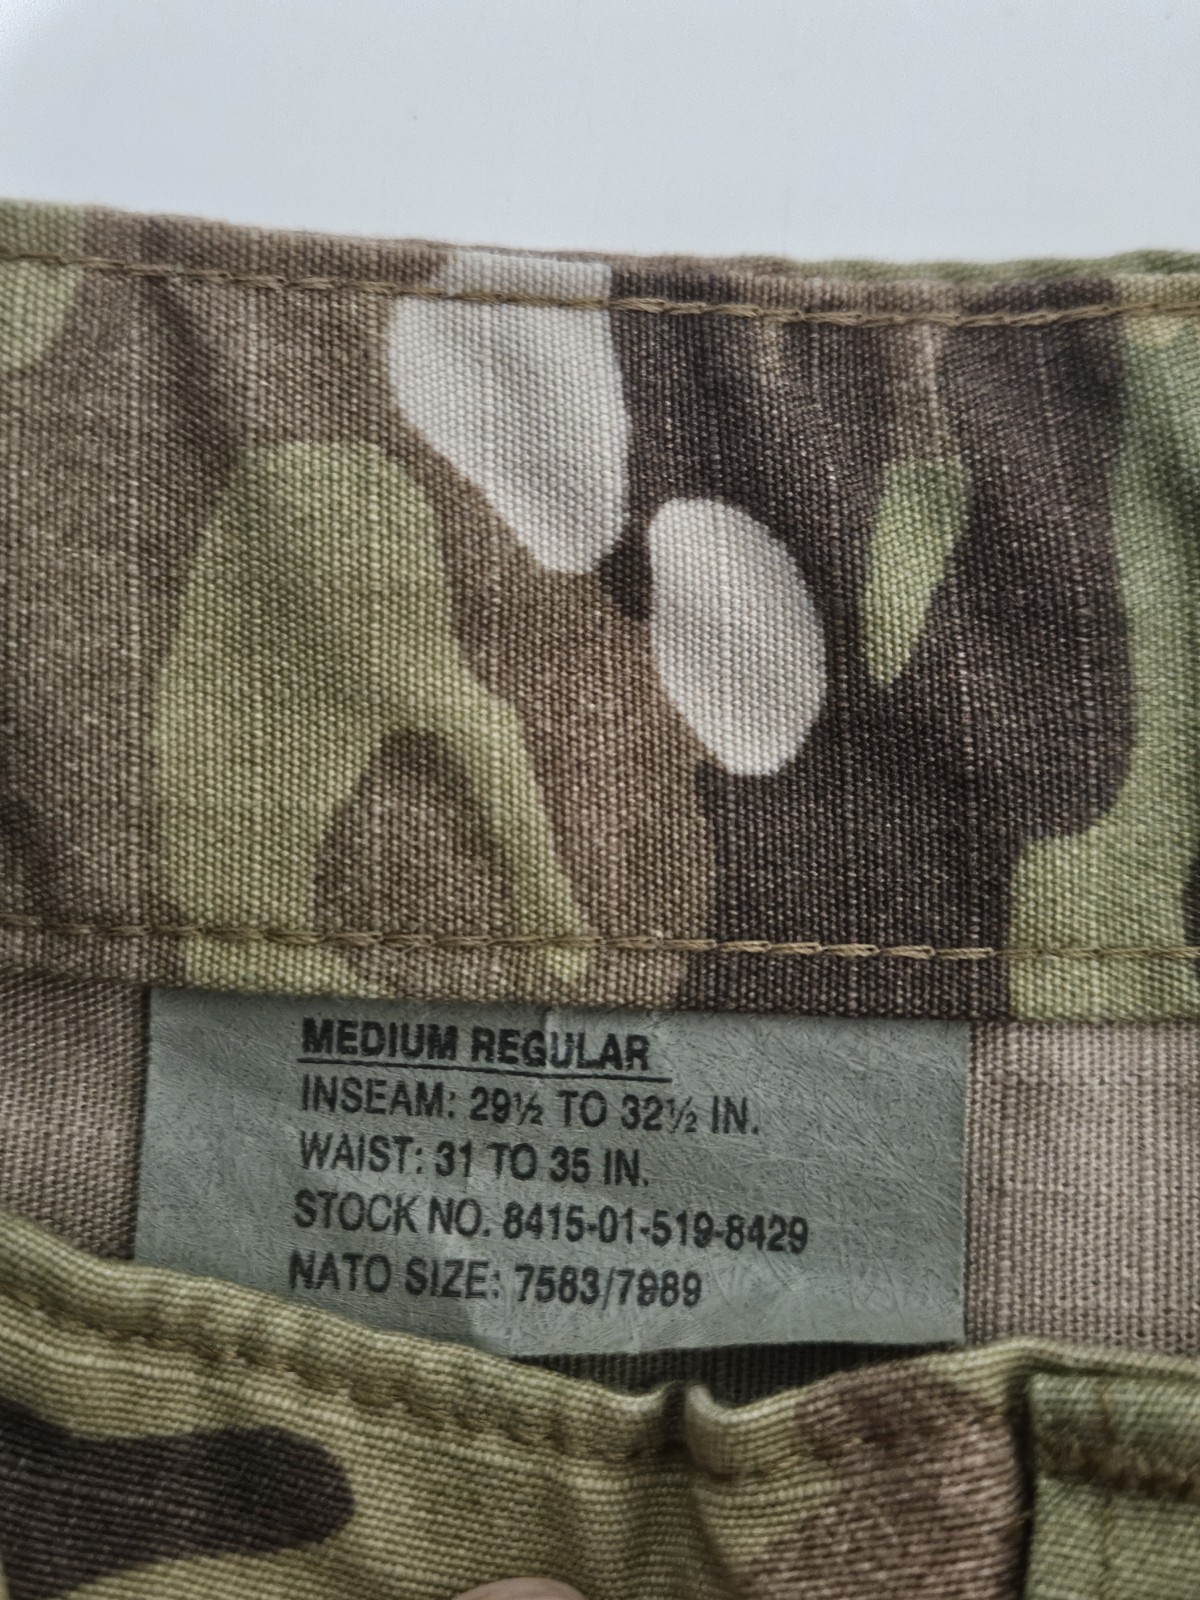 MEDIUM REGULAR
INSEAM: 29½ TO 32½ IN.
WAIST: 31 TO 35 IN.
STOCK NO. 8415-01-519-8429
NATO SIZE: 7583/7989